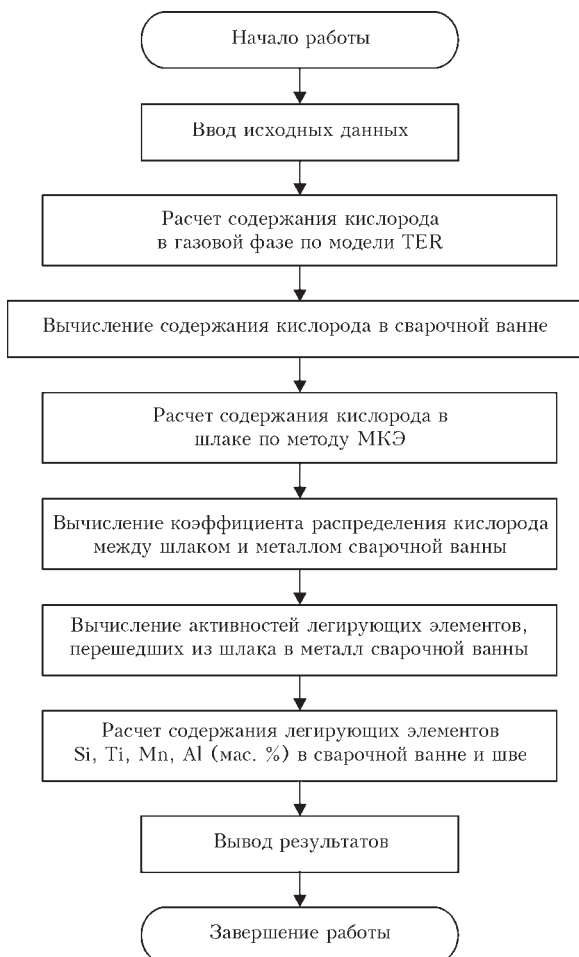 Начало работы
Ввод исходных данных
Расчет содержания кислорода
в газовой фазе по модели TER
Вычисление содержания кислорода в сварочной ванне
Расчет содержания кислорода в
шлаке по методу МКЭ
Вычисление коэффициента распределения кислорода
между шлаком и металлом сварочной ванны
Вычисление активностей легирующих элементов,
перешедших из шлака в металл сварочной ванны
Расчет содержания легирующих элементов
Si, Ti, Mn, Al (мас. %) в сварочной ванне и шве
Вывод результатов
Завершение работы